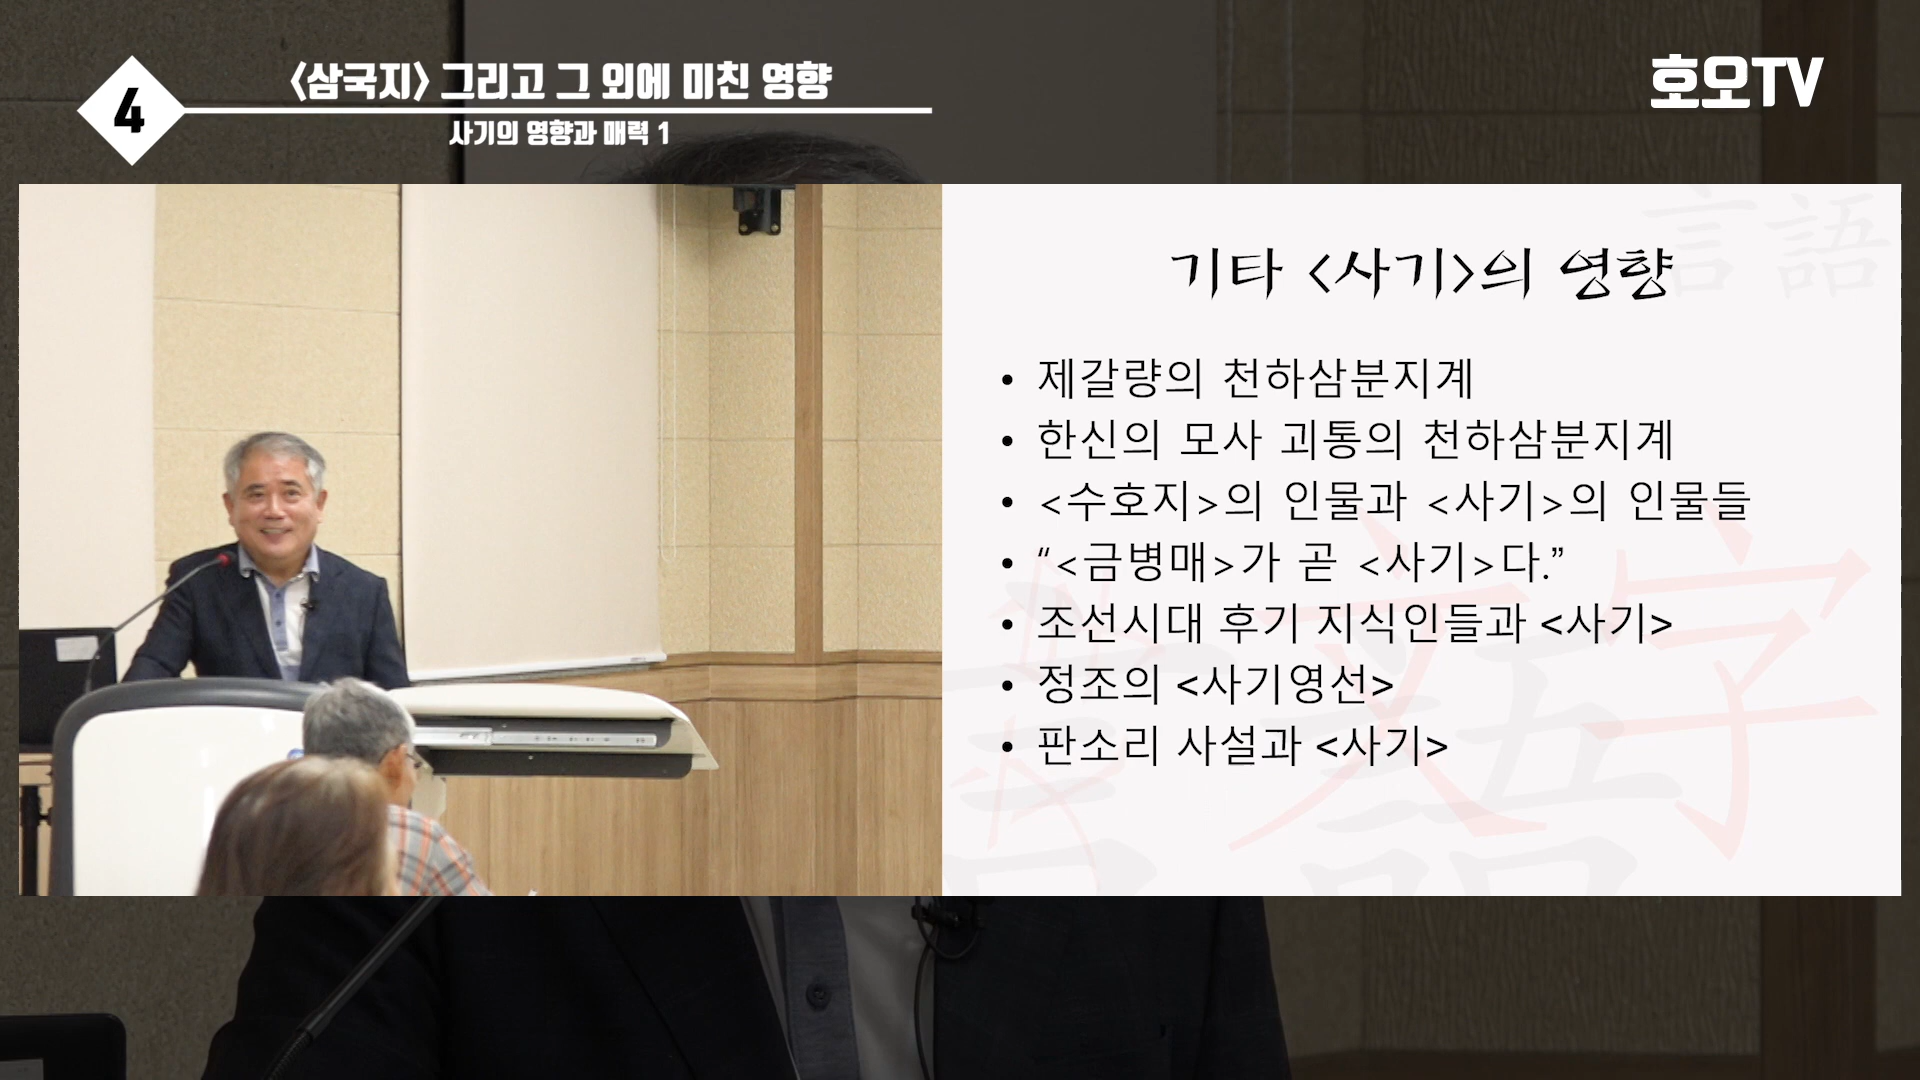 4
<삼국지> 그리고 그 외에 미친 영향
사기의 영향과 매력 1
호오TV
言語
기타 <사기>의 영향
• 제갈량의 천하삼분지계
• 한신의 모사 괴통의 천하삼분지계
• <수호지>의 인물과 <사기>의 인물들
• “<금병매>가 곧 <사기>다.”
• 조선시대 후기 지식인들과 <사기>
• 정조의 <사기영선>
• 판소리 사설과 <사기>
文字